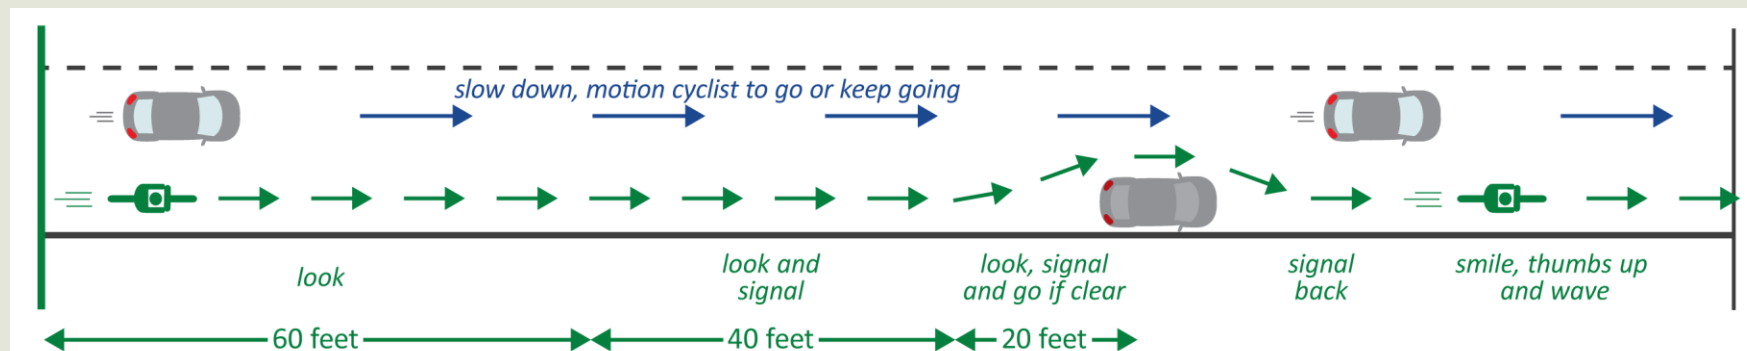 slow down, motion cyclist to go or keep going
look
look and
signal
look, signal
and go if clear
signal
back
smile, thumbs up
and wave
60 feet
40 feet
20 feet